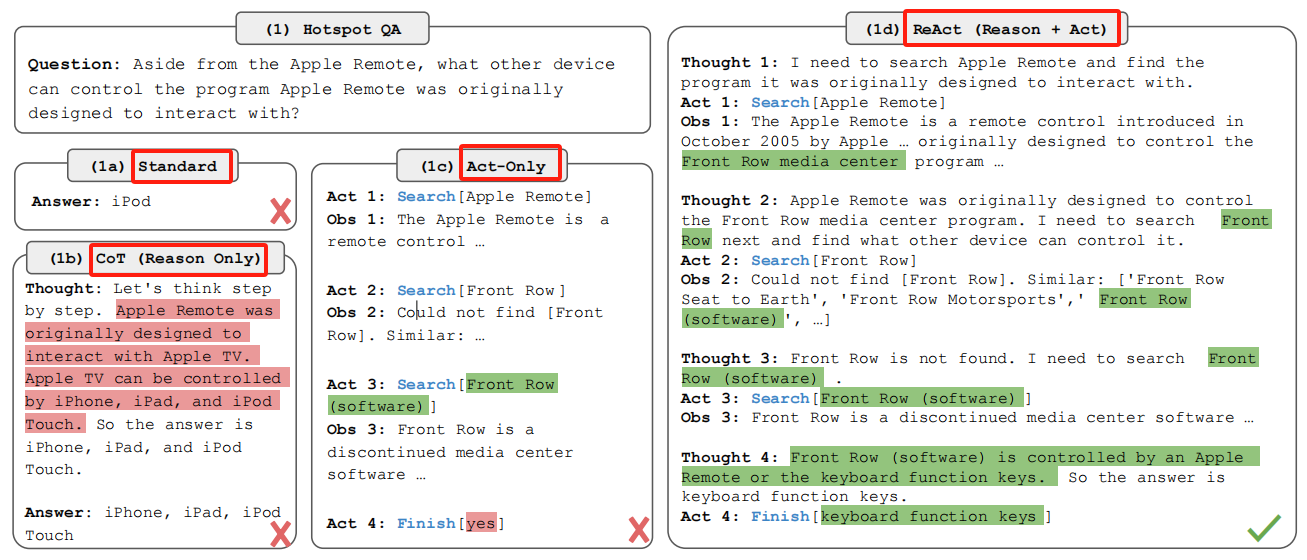 (1) Hotspot QA
Question: Aside from the Apple Remote, what other device
can control the program Apple Remote was originally
designed to interact with?
(1a) Standard
Answer: iPod
(1b) CoT (Reason Only)
Thought: Let's think step
by step. Apple Remote was
originally designed to
interact with Apple TV.
Apple TV can be controlled
by iPhone, iPad, and iPod
Touch. So the answer is
iPhone, iPad, and iPod
Touch.
Answer: iPhone, iPad, iPod
Touch
(1c) Act-Only
Act 1: Search[Apple Remote]
Obs 1: The Apple Remote is a
remote control …
Act 2: Search[Front Row]
Obs 2: Could not find [Front
Row]. Similar: …
Act 3: Search[Front Row
(software)]
Obs 3: Front Row is a
discontinued media center
software …
Act 4: Finish[yes]
(1d) ReAct (Reason + Act)
Thought 1: I need to search Apple Remote and find the
program it was originally designed to interact with.
Act 1: Search[Apple Remote]
Obs 1: The Apple Remote is a remote control introduced in
October 2005 by Apple … originally designed to control the
Front Row media center program …
Thought 2: Apple Remote was originally designed to control
the Front Row media center program. I need to search Front
Row next and find what other device can control it.
Act 2: Search[Front Row]
Obs 2: Could not find [Front Row]. Similar: ['Front Row
Seat to Earth', 'Front Row Motorsports',' Front Row
(software)', …]
Thought 3: Front Row is not found. I need to search Front
Row (software) .
Act 3: Search[Front Row (software) ]
Obs 3: Front Row is a discontinued media center software …
Thought 4: Front Row (software) is controlled by an Apple
Remote or the keyboard function keys. So the answer is
keyboard function keys.
Act 4: Finish[keyboard function keys ]